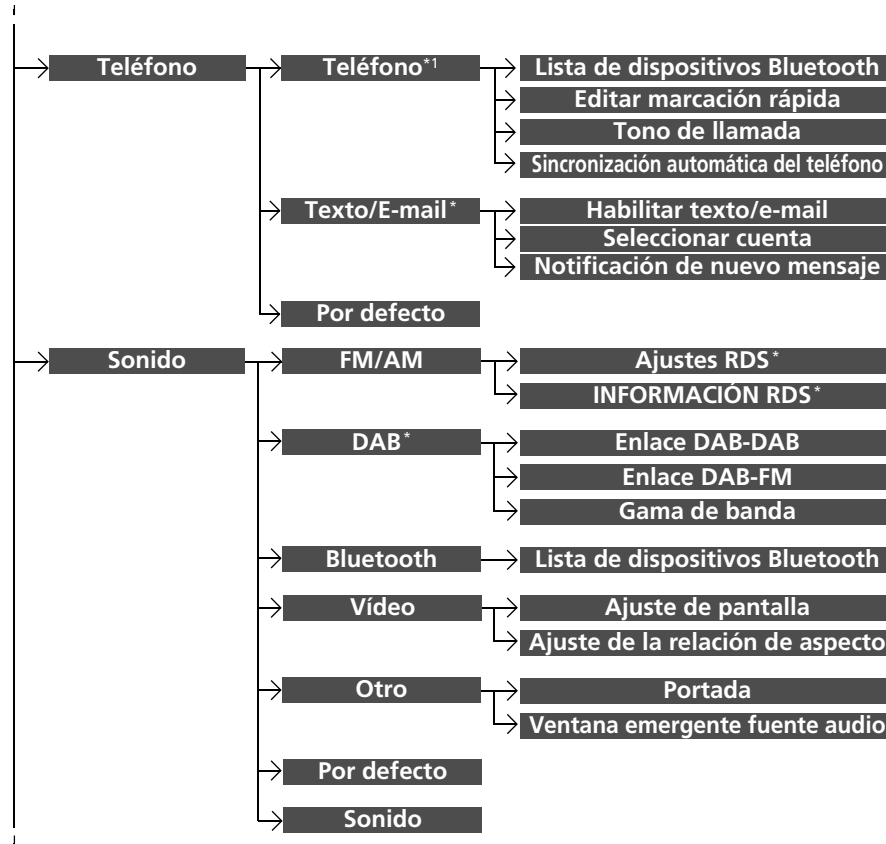 Teléfono
Teléfono*1
Lista de dispositivos Bluetooth
Editar marcación rápida
Tono de llamada
Sincronización automática del teléfono
Texto/E-mail*
Habilitar texto/e-mail
Seleccionar cuenta
Notificación de nuevo mensaje
Por defecto
Sonido
FM/AM
Ajustes RDS*
INFORMACIÓN RDS*
DAB*
Enlace DAB-DAB
Enlace DAB-FM
Gama de banda
Bluetooth
Lista de dispositivos Bluetooth
Vídeo
Ajuste de pantalla
Ajuste de la relación de aspecto
Otro
Portada
Ventana emergente fuente audio
Por defecto
Sonido